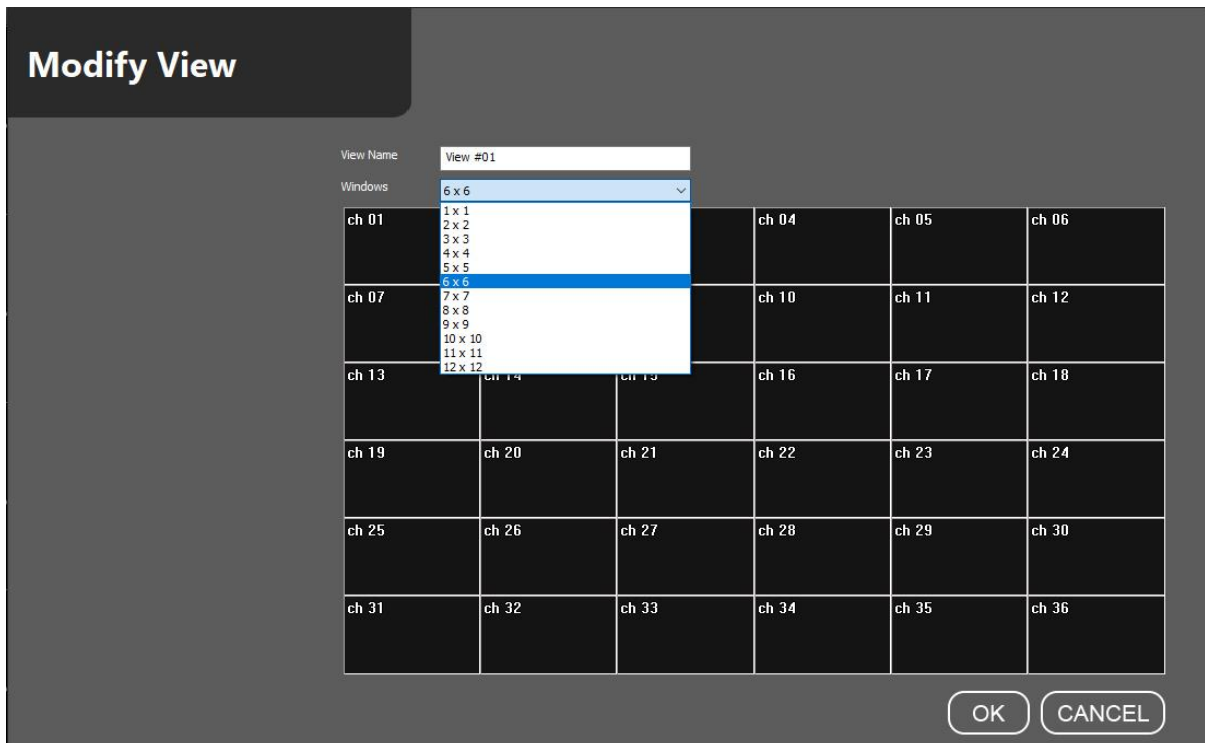 Modify View
View Name View #01
Windows 6 x 6
1 x 1
2 x 2
3 x 3
4 x 4
5 x 5
6 x 6
7 x 7
8 x 8
9 x 9
10 x 10
11 x 11
12 x 12
ch 01 ch 04 ch 05 ch 06
ch 07 ch 10 ch 11 ch 12
ch 13 ch 14 ch 15 ch 16 ch 17 ch 18
ch 19 ch 20 ch 21 ch 22 ch 23 ch 24
ch 25 ch 26 ch 27 ch 28 ch 29 ch 30
ch 31 ch 32 ch 33 ch 34 ch 35 ch 36
OK CANCEL